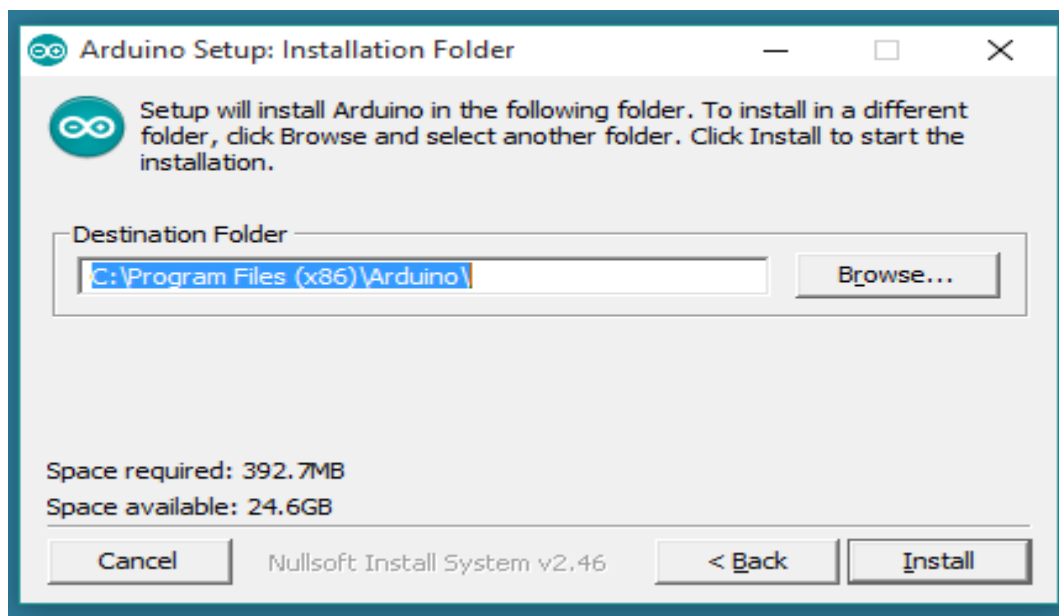 Arduino Setup: Installation Folder
Setup will install Arduino in the following folder. To install in a different
folder, click Browse and select another folder. Click Install to start the
installation.
Destination Folder
C:\Program Files (x86)\Arduino\
Browse...
Space required: 392.7MB
Space available: 24.6GB
Cancel
Nullsoft Install System v2.46
< Back
Install